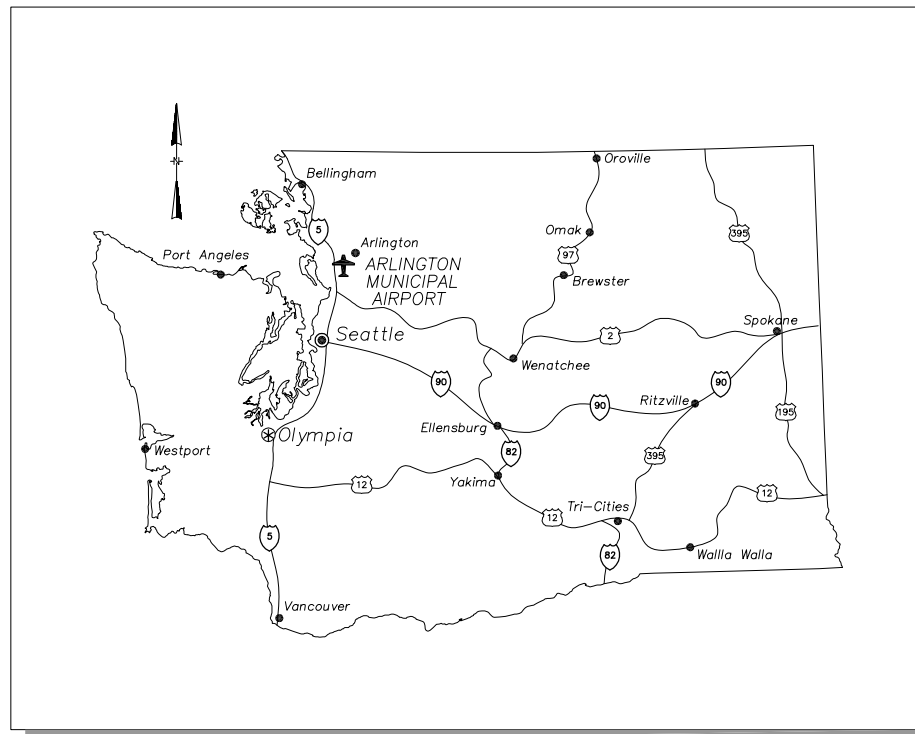 Oroville
N
Bellingham
5
395
Omak
Arlington
97
Port Angeles
ARLINGTON
MUNICIPAL
AIRPORT
Brewster
Spokane
Seattle
2
Wenatchee
90
90
Ritzville
90
195
Ellensburg
Olympia
Westport
82
395
Yakima
12
12
Tri-Cities
12
5
82
Wallla Walla
Vancouver